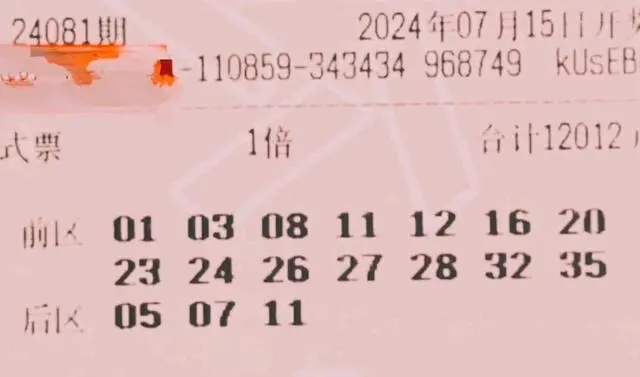 24081期 2024年07月15日开奖
-110859-343434 968749 kUsEB
式票 1倍 合计12012
前区 01 03 08 11 12 16 20
23 24 26 27 28 32 35
后区 05 07 11